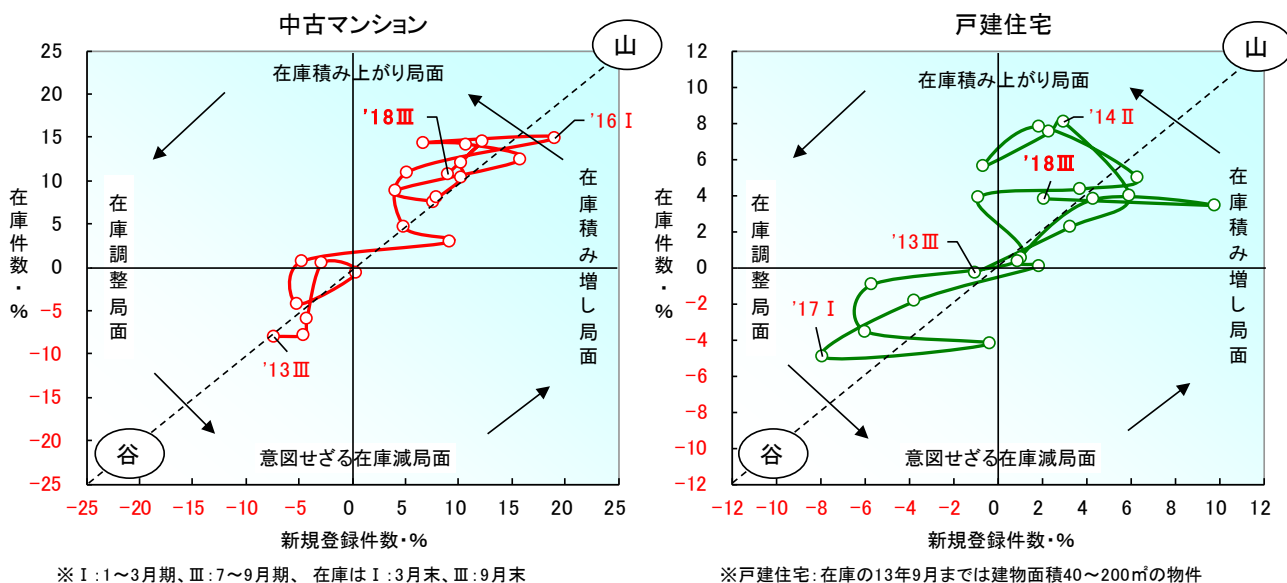 中古マンション
山
在庫積み上がり局面
'18Ⅲ
'16Ⅰ
'13Ⅲ
在庫調整局面
在庫積み増し局面
意図せざる在庫減局面
谷
在庫件数・%
25
20
15
10
5
0
-5
-10
-15
-20
-25
-25 -20 -15 -10 -5 0 5 10 15 20 25
新規登録件数・%
※Ⅰ:1～3月期、Ⅲ:7～9月期、 在庫はⅠ:3月末、Ⅲ:9月末
戸建住宅
山
在庫積み上がり局面
'14Ⅱ
'18Ⅲ
'13Ⅲ
'17Ⅰ
在庫調整局面
在庫積み増し局面
意図せざる在庫減局面
谷
在庫件数・%
12
10
8
6
4
2
0
-2
-4
-6
-8
-10
-12
-12 -10 -8 -6 -4 -2 0 2 4 6 8 10 12
新規登録件数・%
※戸建住宅:在庫の13年9月までは建物面積40～200㎡の物件